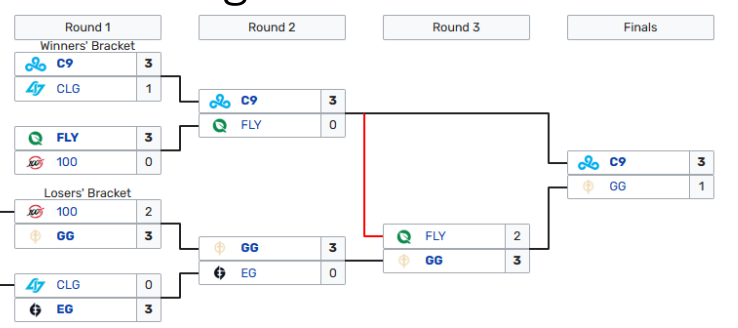 Round 1
Round 2
Round 3
Finals
Winners' Bracket
C9 3
CLG 1
FLY 3
100 0
C9 3
FLY 0
C9 3
GG 1
Losers' Bracket
100 2
GG 3
CLG 0
EG 3
GG 3
EG 0
FLY 2
GG 3